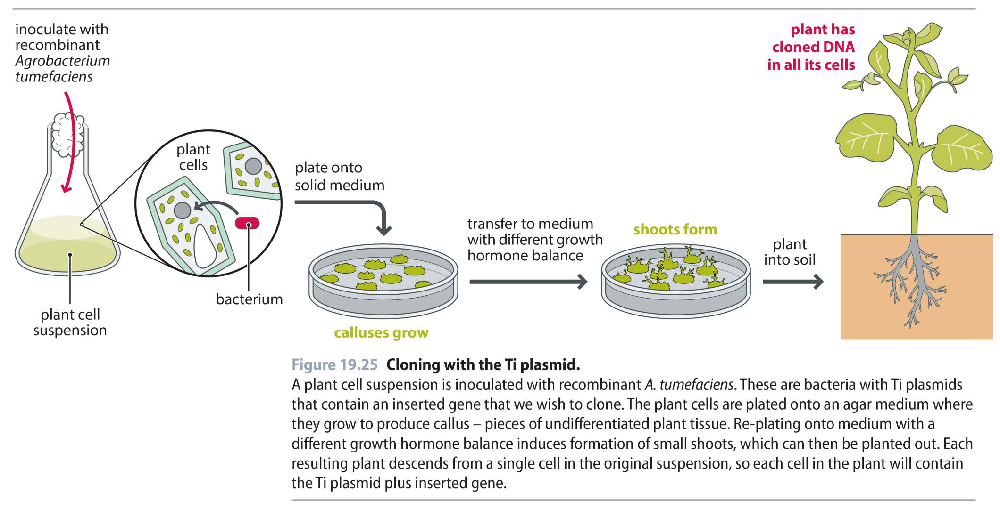 inoculate with
recombinant
Agrobacterium
tumefaciens
plant cell
suspension
plant
cells
bacterium
plate onto
solid medium
calluses grow
transfer to medium
with different growth
hormone balance
shoots form
plant
into soil
plant has
cloned DNA
in all its cells
Figure 19.25 Cloning with the Ti plasmid.
A plant cell suspension is inoculated with recombinant A. tumefaciens. These are bacteria with Ti plasmids
that contain an inserted gene that we wish to clone. The plant cells are plated onto an agar medium where
they grow to produce callus – pieces of undifferentiated plant tissue. Re-plating onto medium with a
different growth hormone balance induces formation of small shoots, which can then be planted out. Each
resulting plant descends from a single cell in the original suspension, so each cell in the plant will contain
the Ti plasmid plus inserted gene.